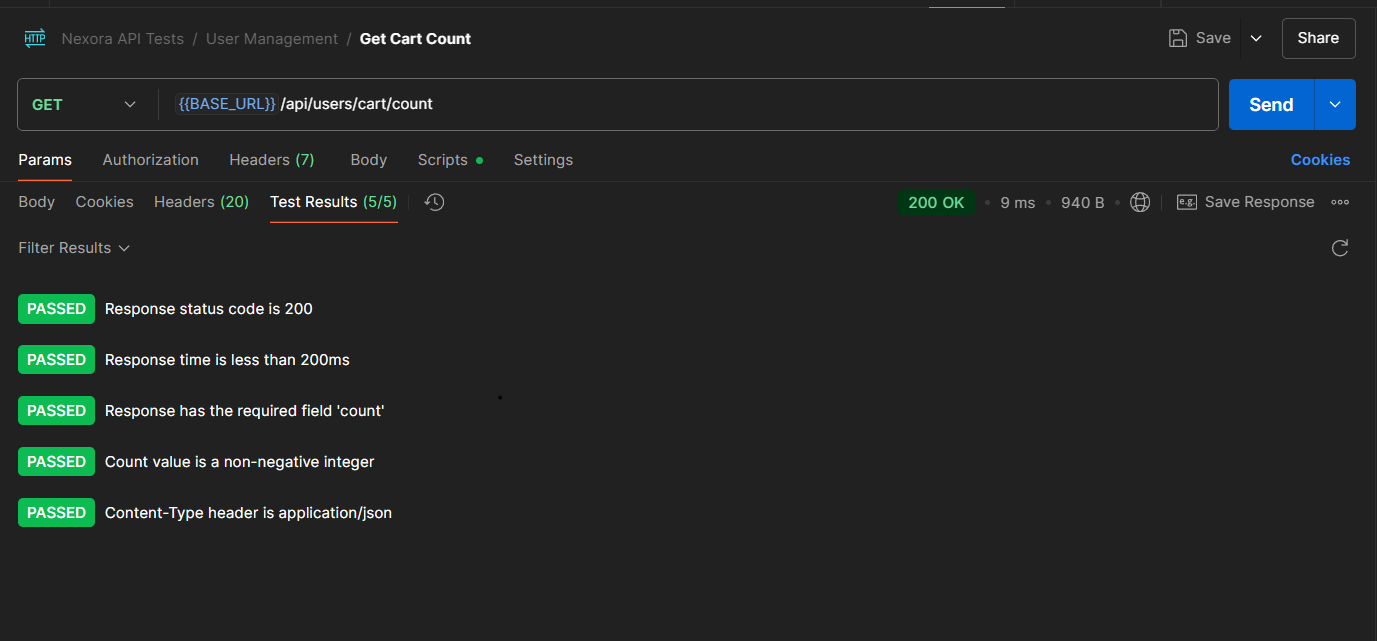 HTTP Nexora API Tests / User Management / Get Cart Count Save Share
GET {{BASE_URL}} /api/users/cart/count Send
Params Authorization Headers (7) Body Scripts Settings Cookies
Body Cookies Headers (20) Test Results (5/5) 200 OK 9 ms 940 B e.g. Save Response
Filter Results
PASSED Response status code is 200
PASSED Response time is less than 200ms
PASSED Response has the required field 'count'
PASSED Count value is a non-negative integer
PASSED Content-Type header is application/json